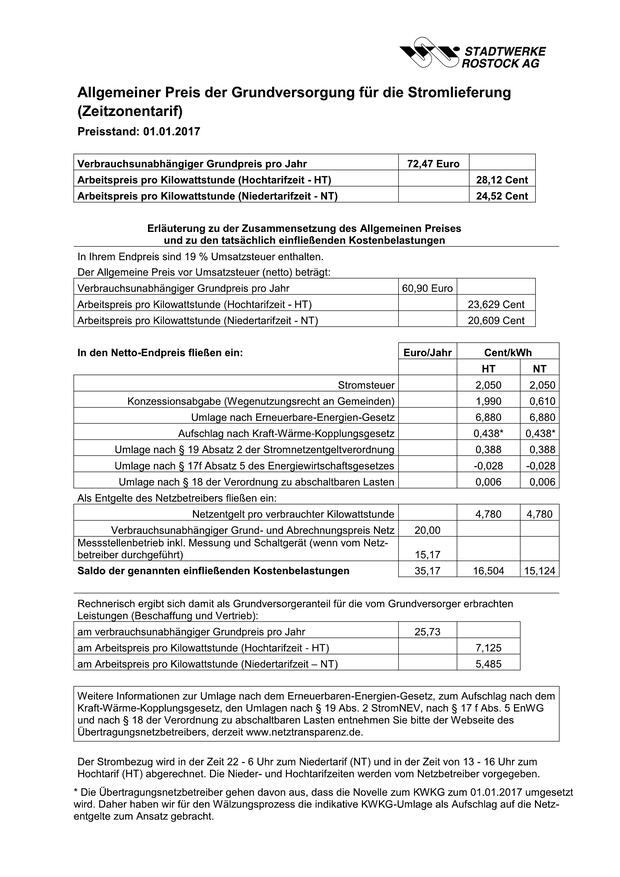 STADTWERKE
ROSTOCK AG
Allgemeiner Preis der Grundversorgung für die Stromlieferung
(Zeitzonentarif)
Preisstand: 01.01.2017
Verbrauchsunabhängiger Grundpreis pro Jahr 72,47 Euro
Arbeitspreis pro Kilowattstunde (Hochtarifzeit - HT) 28,12 Cent
Arbeitspreis pro Kilowattstunde (Niedertarifzeit - NT) 24,52 Cent
Erläuterung zu der Zusammensetzung des Allgemeinen Preises
und zu den tatsächlich einfließenden Kostenbelastungen
In Ihrem Endpreis sind 19 % Umsatzsteuer enthalten.
Der Allgemeine Preis vor Umsatzsteuer (netto) beträgt:
Verbrauchsunabhängiger Grundpreis pro Jahr 60,90 Euro
Arbeitspreis pro Kilowattstunde (Hochtarifzeit - HT) 23,629 Cent
Arbeitspreis pro Kilowattstunde (Niedertarifzeit - NT) 20,609 Cent
In den Netto-Endpreis fließen ein: Euro/Jahr Cent/kWh
HT NT
Stromsteuer 2,050 2,050
Konzessionsabgabe (Wegenutzungsrecht an Gemeinden) 1,990 0,610
Umlage nach Erneuerbare-Energien-Gesetz 6,880 6,880
Aufschlag nach Kraft-Wärme-Kopplungsgesetz 0,438* 0,438*
Umlage nach § 19 Absatz 2 der Stromnetzentgeltverordnung 0,388 0,388
Umlage nach § 17f Absatz 5 des Energiewirtschaftsgesetzes -0,028 -0,028
Umlage nach § 18 der Verordnung zu abschaltbaren Lasten 0,006 0,006
Als Entgelte des Netzbetreibers fließen ein:
Netzentgelt pro verbrauchter Kilowattstunde 4,780 4,780
Verbrauchsunabhängiger Grund- und Abrechnungspreis Netz 20,00
Messstellenbetrieb inkl. Messung und Schaltgerät (wenn vom Netz-
betreiber durchgeführt) 15,17
Saldo der genannten einfließenden Kostenbelastungen 35,17 16,504 15,124
Rechnerisch ergibt sich damit als Grundversorgeranteil für die vom Grundversorger erbrachten
Leistungen (Beschaffung und Vertrieb):
am verbrauchsunabhängiger Grundpreis pro Jahr 25,73
am Arbeitspreis pro Kilowattstunde (Hochtarifzeit - HT) 7,125
am Arbeitspreis pro Kilowattstunde (Niedertarifzeit – NT) 5,485
Weitere Informationen zur Umlage nach dem Erneuerbaren-Energien-Gesetz, zum Aufschlag nach dem
Kraft-Wärme-Kopplungsgesetz, den Umlagen nach § 19 Abs. 2 StromNEV, nach § 17 f Abs. 5 EnWG
und nach § 18 der Verordnung zu abschaltbaren Lasten entnehmen Sie bitte der Webseite des
Übertragungsnetzbetreibers, derzeit www.netztransparenz.de.
Der Strombezug wird in der Zeit 22 - 6 Uhr zum Niedertarif (NT) und in der Zeit von 13 - 16 Uhr zum
Hochtarif (HT) abgerechnet. Die Nieder- und Hochtarifzeiten werden vom Netzbetreiber vorgegeben.
* Die Übertragungsnetzbetreiber gehen davon aus, dass die Novelle zum KWKG zum 01.01.2017 umgesetzt
wird. Daher haben wir für den Wälzungsprozess die indikative KWKG-Umlage als Aufschlag auf die Netz-
entgelte zum Ansatz gebracht.